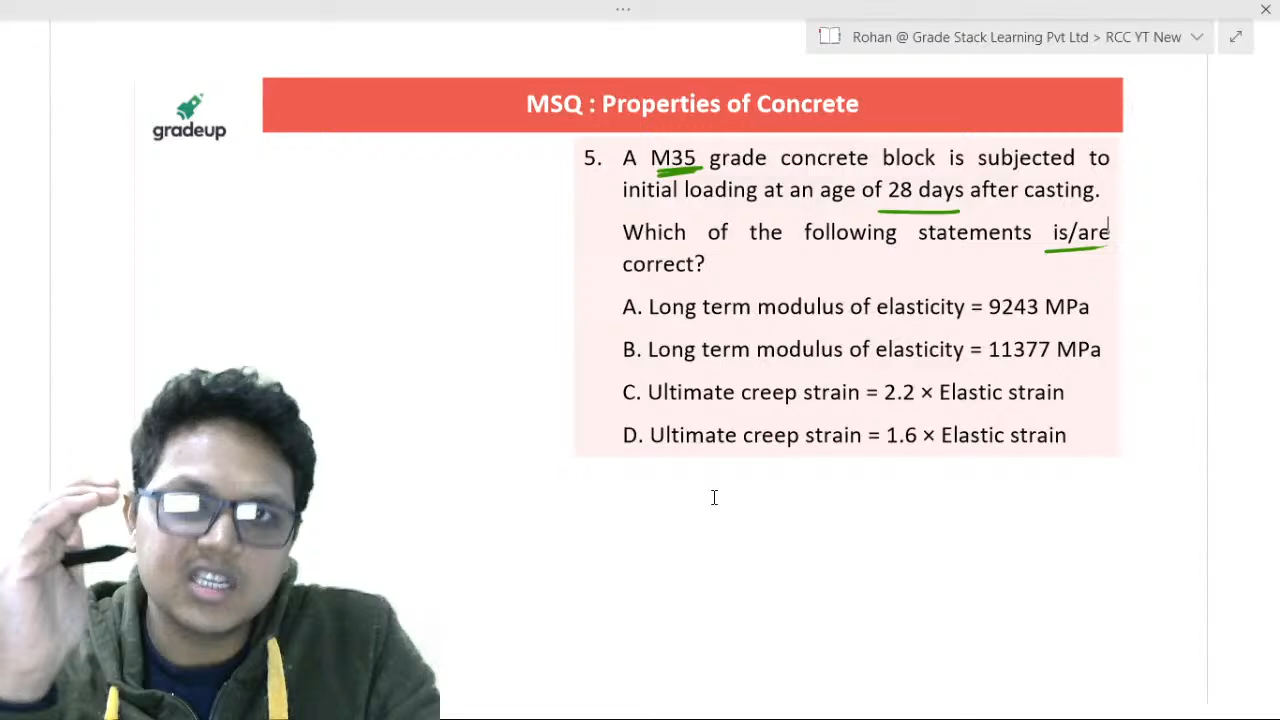 ...
Rohan @ Grade Stack Learning Pvt Ltd > RCC YT New
gradeup
MSQ : Properties of Concrete
5. A M35 grade concrete block is subjected to
initial loading at an age of 28 days after casting.
Which of the following statements is/are
correct?
A. Long term modulus of elasticity = 9243 MPa
B. Long term modulus of elasticity = 11377 MPa
C. Ultimate creep strain = 2.2 × Elastic strain
D. Ultimate creep strain = 1.6 × Elastic strain